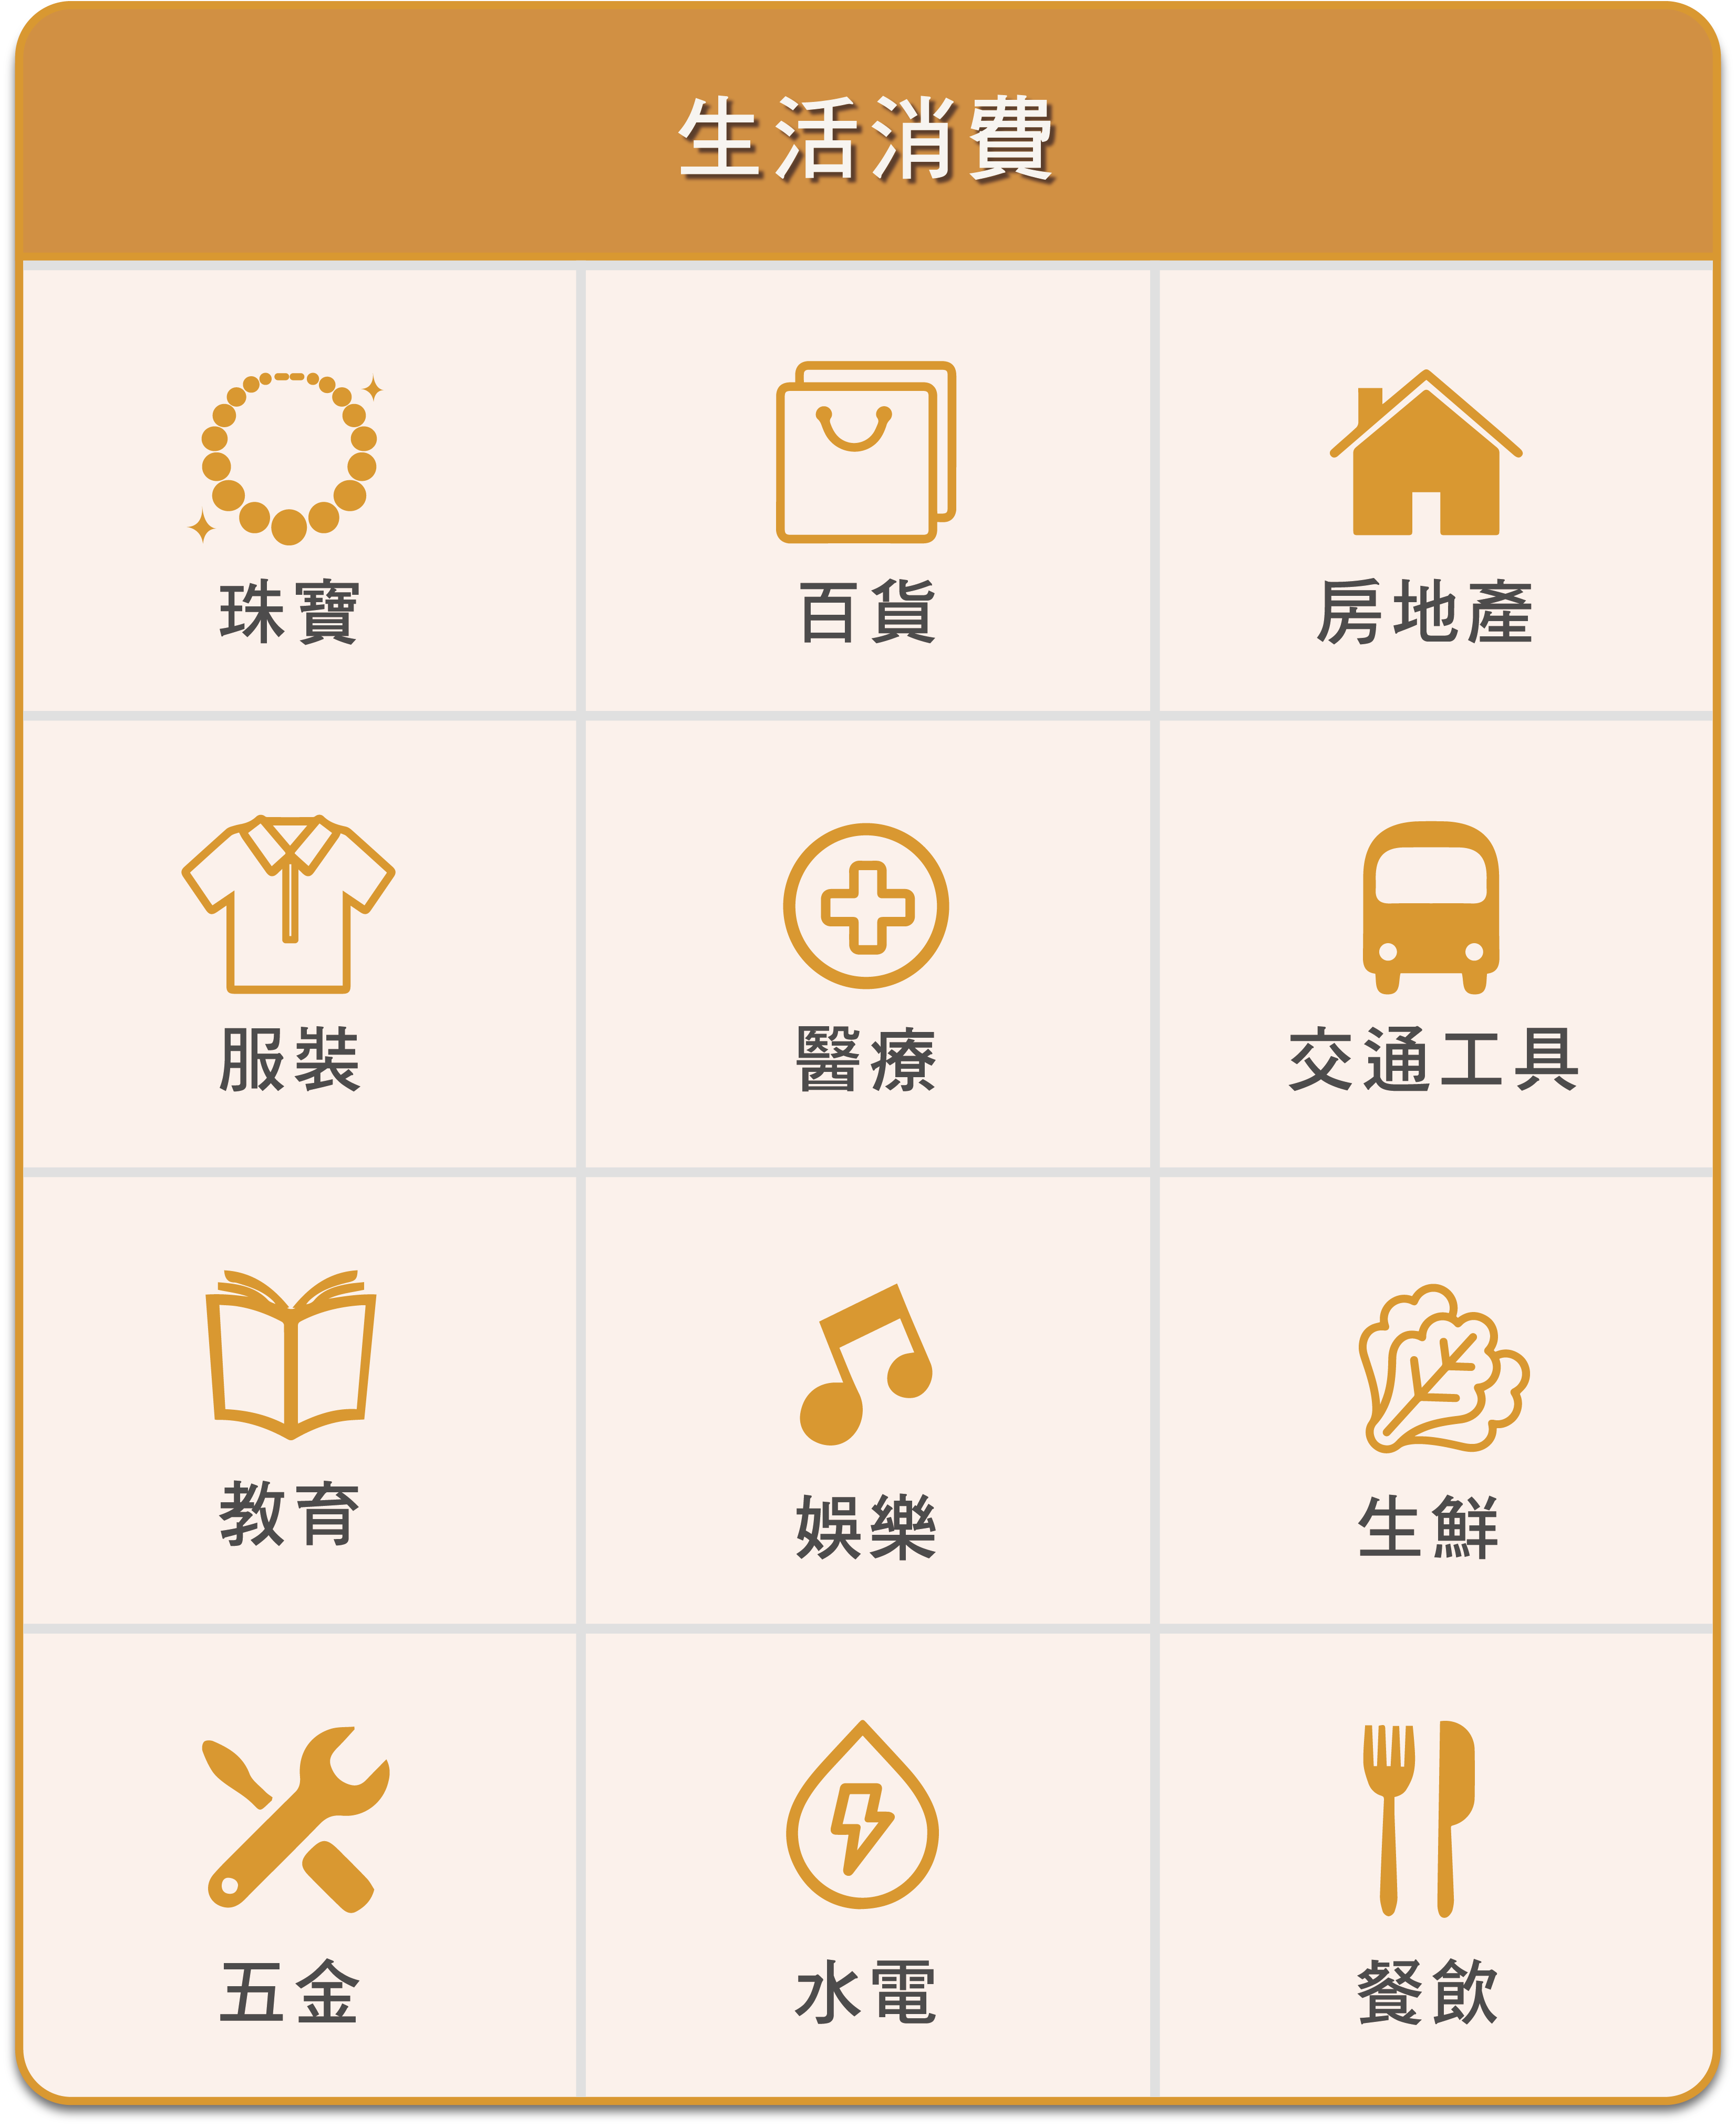 生活消費
珠寶
百貨
房地產
服裝
醫療
交通工具
教育
娛樂
生鮮
五金
水電
餐飲